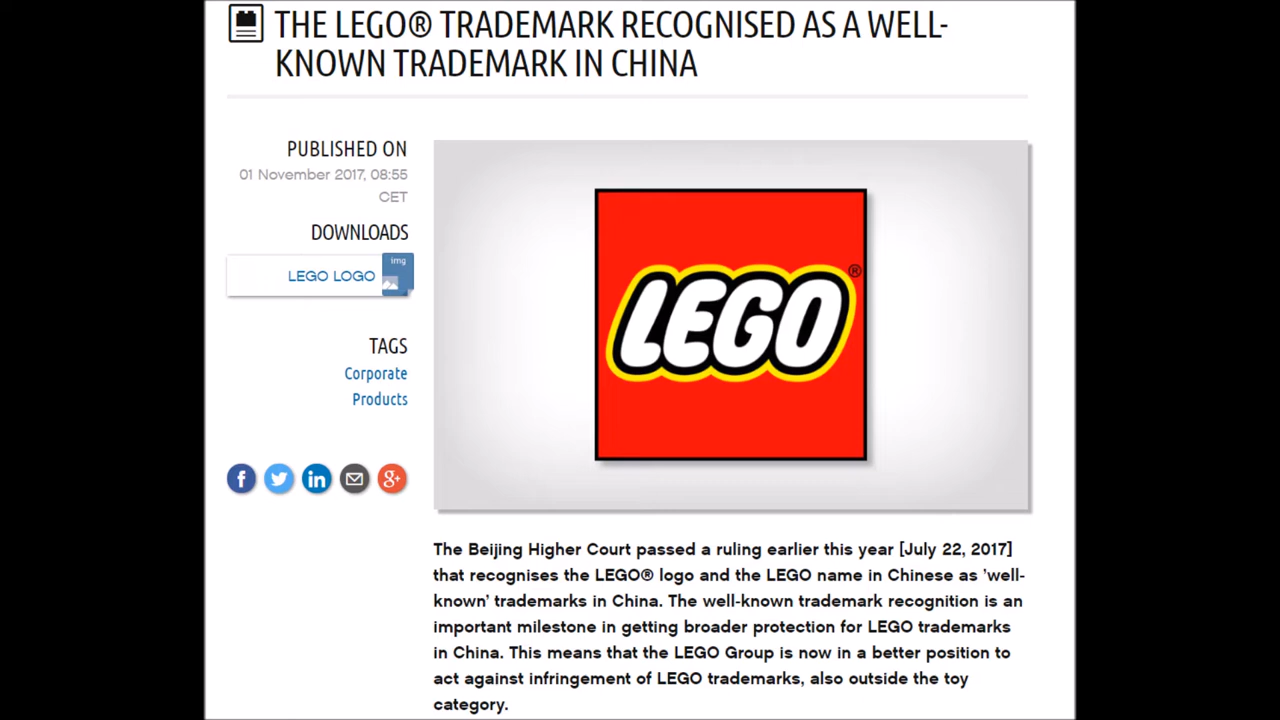 THE LEGO® TRADEMARK RECOGNISED AS A WELL-
KNOWN TRADEMARK IN CHINA
PUBLISHED ON
01 November 2017, 08:55
CET
DOWNLOADS
LEGO LOGO
img
TAGS
Corporate
Products
f
in
g+
LEGO®
The Beijing Higher Court passed a ruling earlier this year [July 22, 2017]
that recognises the LEGO® logo and the LEGO name in Chinese as ’well-
known’ trademarks in China. The well-known trademark recognition is an
important milestone in getting broader protection for LEGO trademarks
in China. This means that the LEGO Group is now in a better position to
act against infringement of LEGO trademarks, also outside the toy
category.